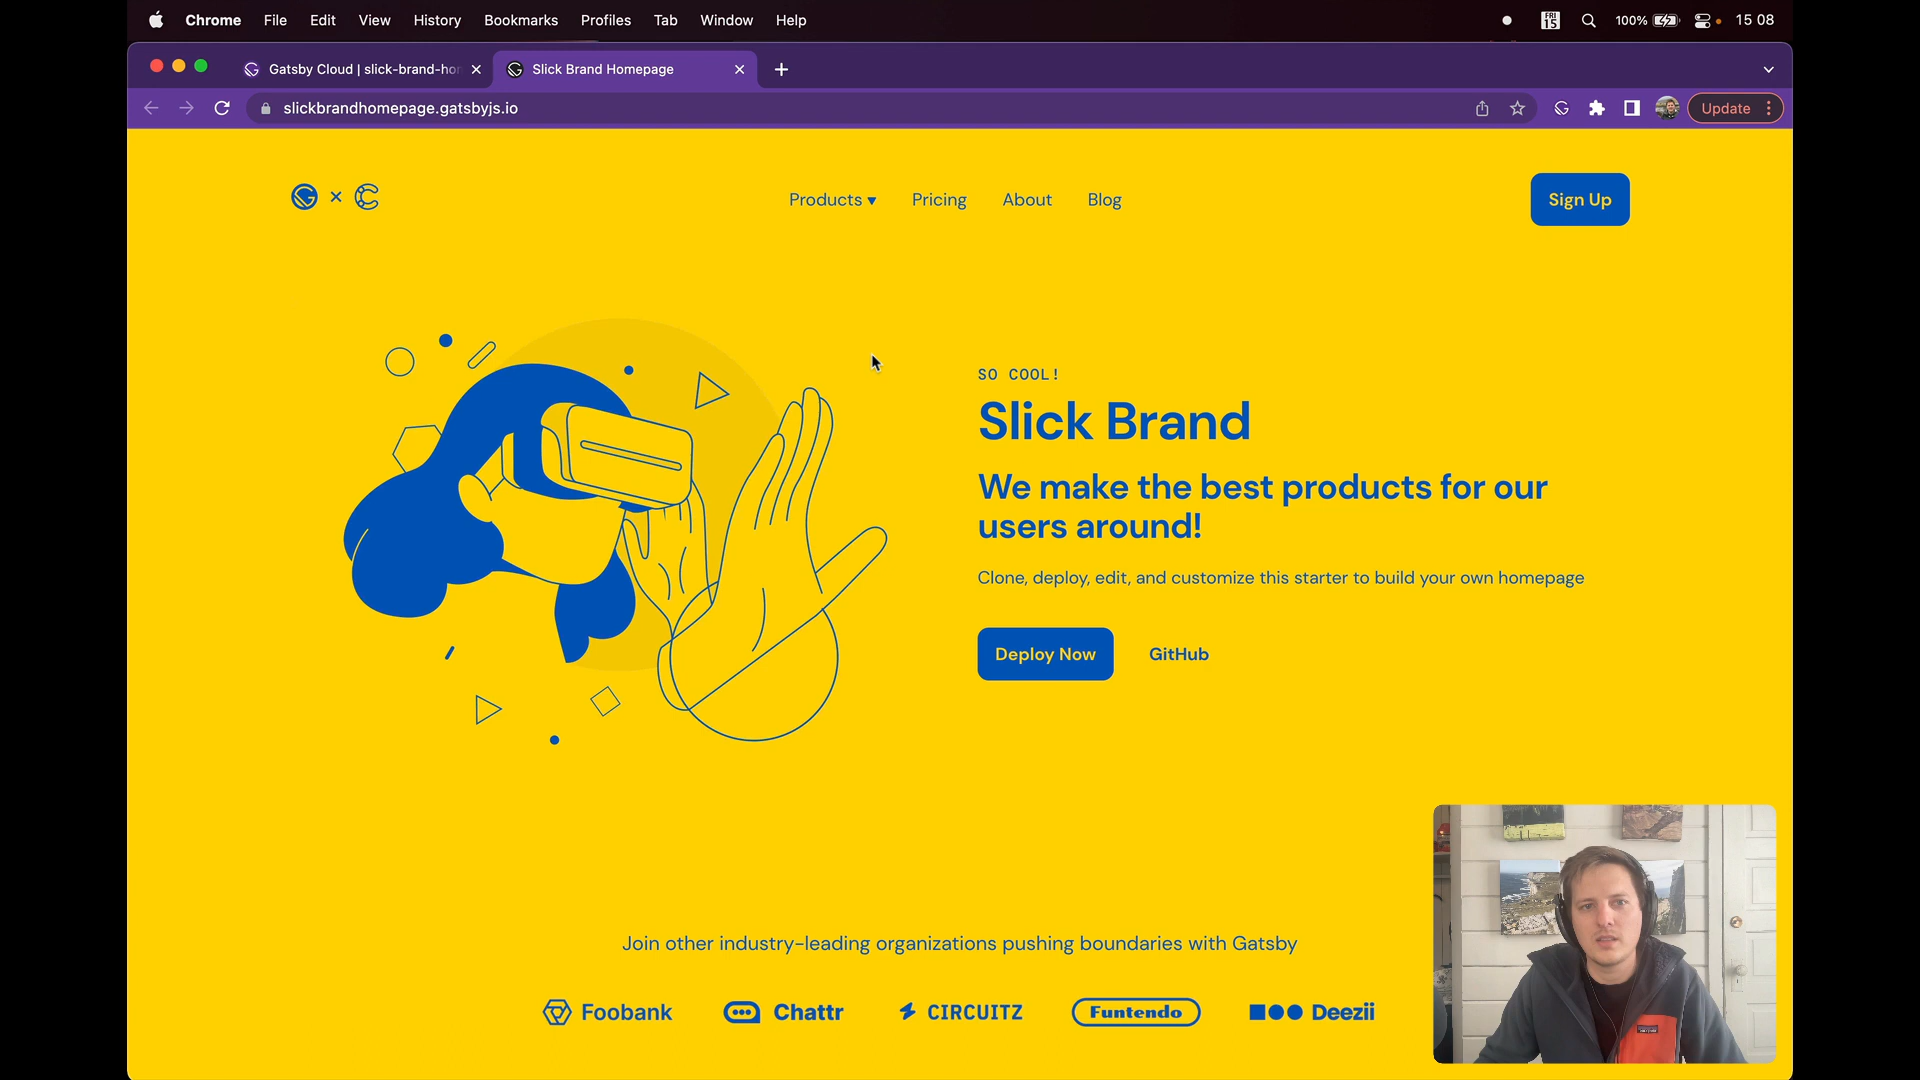 Chrome File Edit View History Bookmarks Profiles Tab Window Help FRI 15 100% 15 08
Gatsby Cloud | slick-brand-hor Slick Brand Homepage
slickbrandhomepage.gatsbyjs.io Update
Products Pricing About Blog Sign Up
SO COOL!
Slick Brand
We make the best products for our
users around!
Clone, deploy, edit, and customize this starter to build your own homepage
Deploy Now GitHub
Join other industry-leading organizations pushing boundaries with Gatsby
Foobank Chattr CIRCUITZ Funtendo Deezii